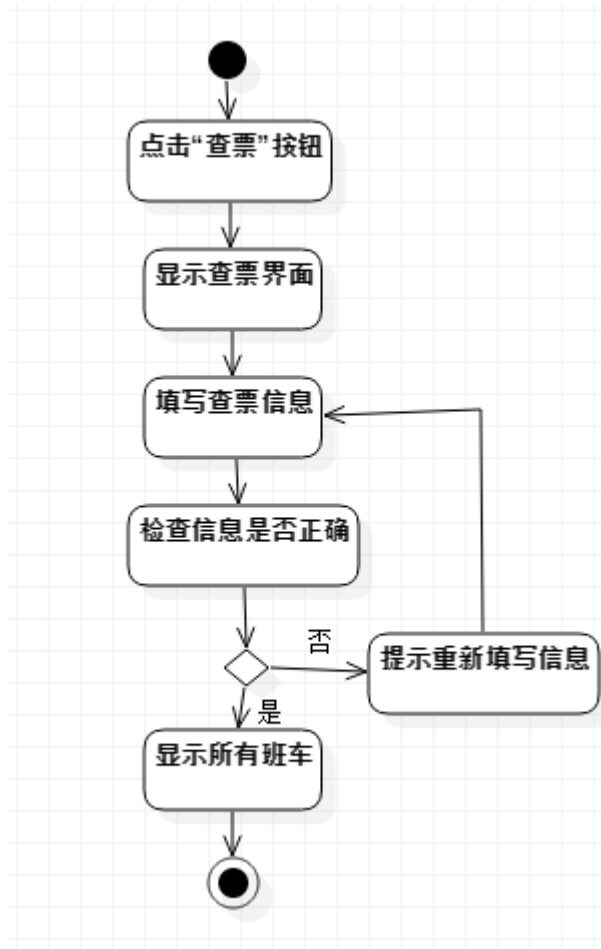 点击“查票”按钮
显示查票界面
填写查票信息
检查信息是否正确
否
提示重新填写信息
是
显示所有班车